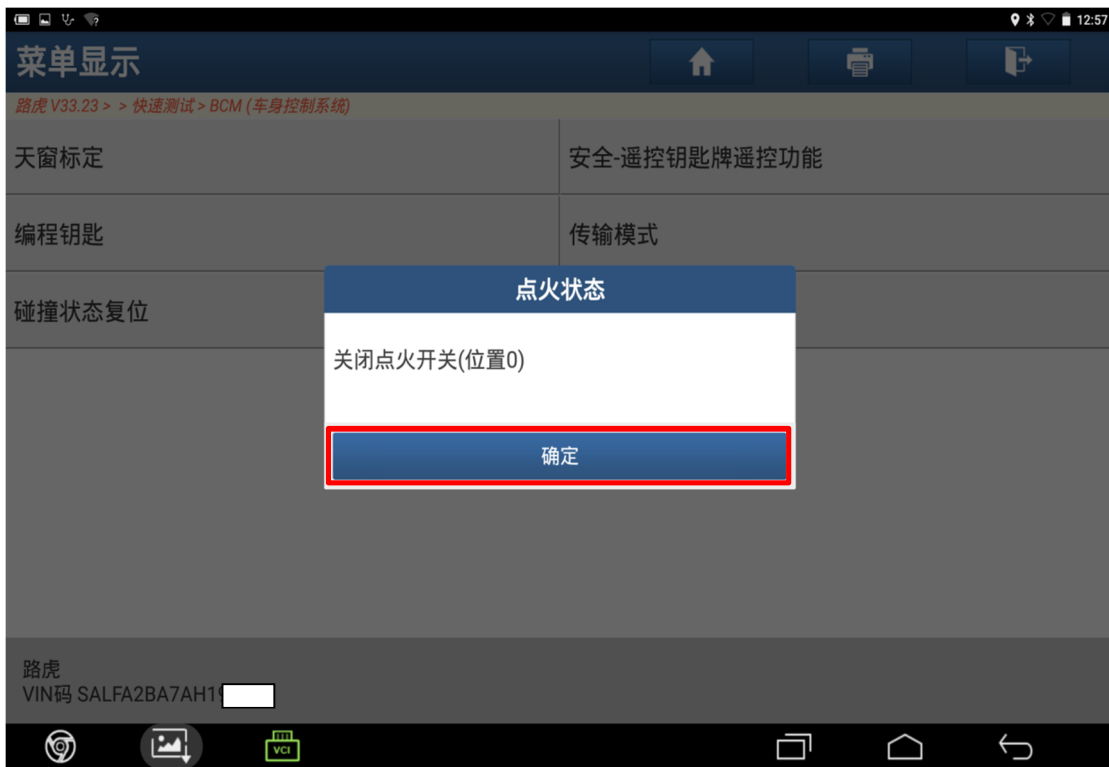 12:57
菜单显示
路虎 V33.23 > > 快速测试 > BCM (车身控制系统)
天窗标定
安全-遥控钥匙牌遥控功能
编程钥匙
传输模式
碰撞状态复位
点火状态
关闭点火开关(位置0)
确定
路虎
VIN码 SALFA2BA7AH19
VCI